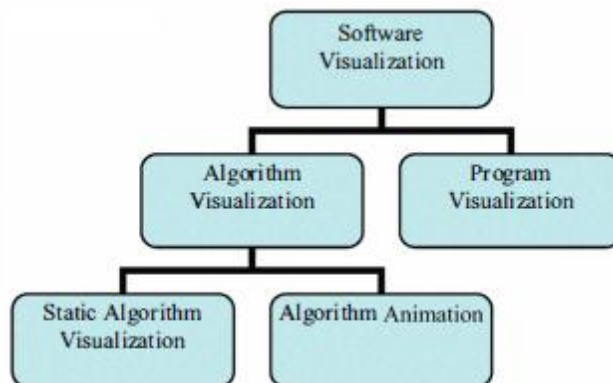 Software
Visualization
Algorithm
Visualization
Program
Visualization
Static Algorithm
Visualization
Algorithm Animation